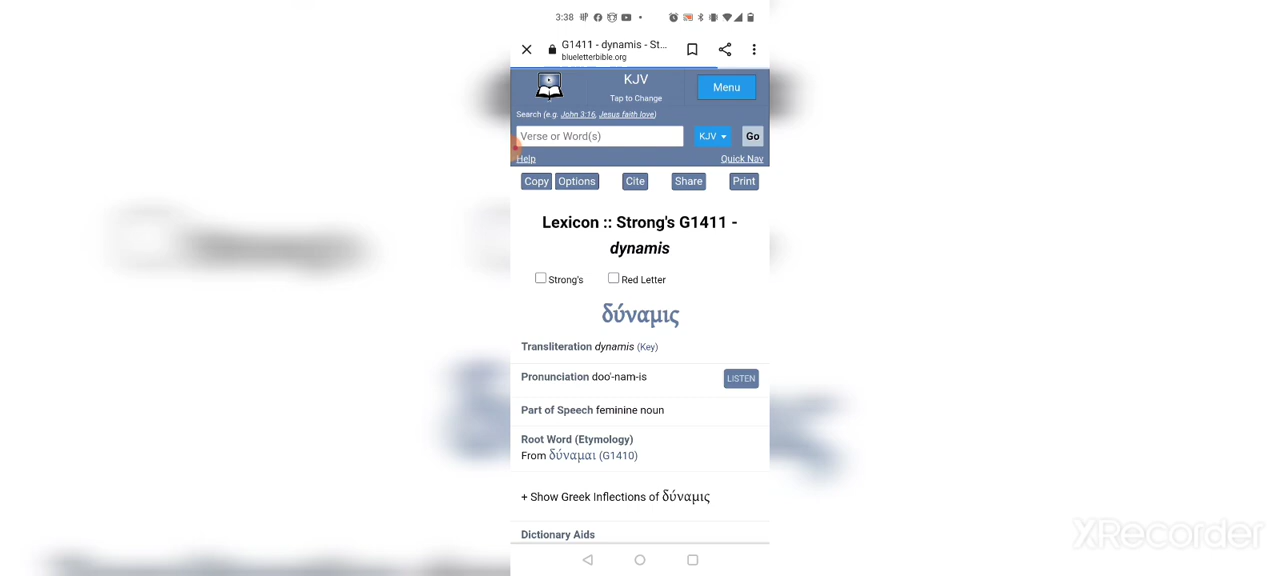 3:38
G1411 - dynamis - St...
blueletterbible.org
KJV
Menu
Tap to Change
Search (e.g. John 3:16, Jesus faith love)
Verse or Word(s)
KJV
Go
Help
Quick Nav
Copy Options Cite Share Print
Lexicon :: Strong's G1411 -
dynamis
Strong's Red Letter
δύναμις
Transliteration dynamis (Key)
Pronunciation doo'-nam-is
LISTEN
Part of Speech feminine noun
Root Word (Etymology)
From δύναμαι (G1410)
+ Show Greek Inflections of δύναμις
Dictionary Aids
XRecorder